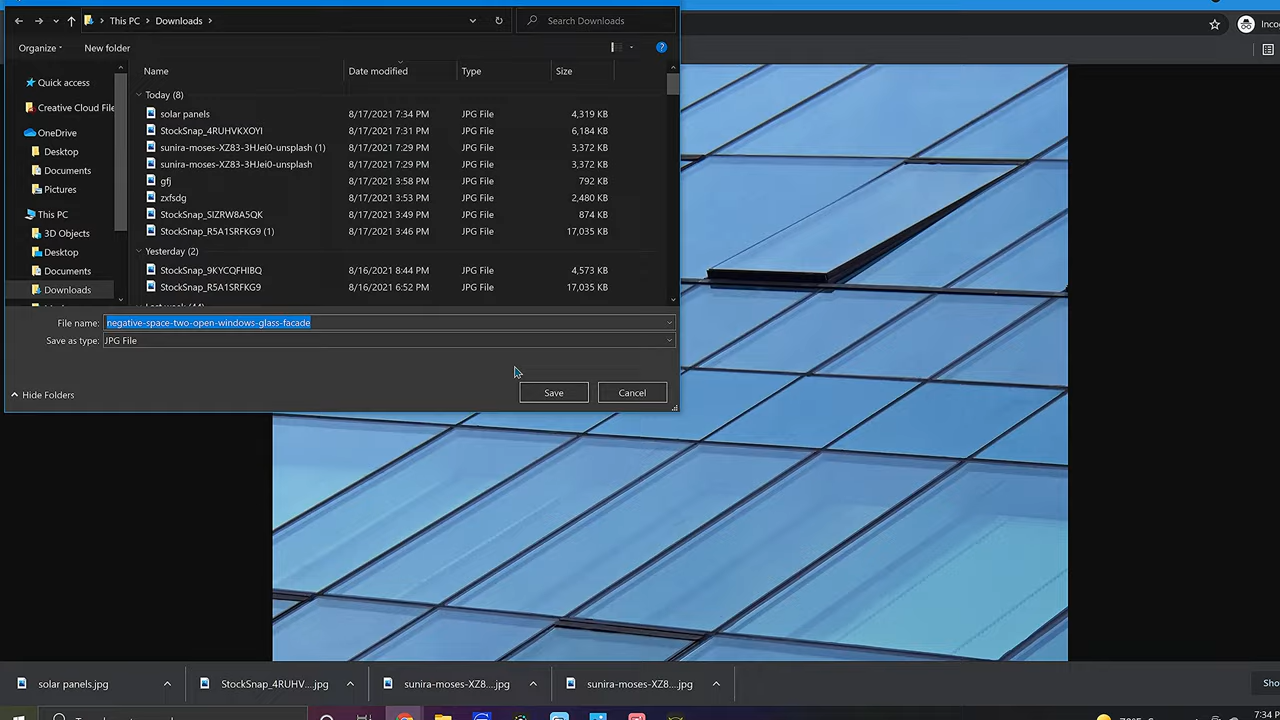 This PC
Downloads
Search Downloads
Inco
Organize
New folder
?
Name
Date modified
Type
Size
Quick access
Creative Cloud File
OneDrive
Desktop
Documents
Pictures
This PC
3D Objects
Desktop
Documents
Downloads
Today (8)
solar panels 8/17/2021 7:34 PM JPG File 4,319 KB
StockSnap_4RUHVKXOYI 8/17/2021 7:31 PM JPG File 6,184 KB
sunira-moses-XZ83-3HJei0-unsplash (1) 8/17/2021 7:29 PM JPG File 3,372 KB
sunira-moses-XZ83-3HJei0-unsplash 8/17/2021 7:29 PM JPG File 3,372 KB
gfj 8/17/2021 3:58 PM JPG File 792 KB
zxfsdg 8/17/2021 3:53 PM JPG File 2,480 KB
StockSnap_SIZRW8A5QK 8/17/2021 3:49 PM JPG File 874 KB
StockSnap_R5A1SRFKG9 (1) 8/17/2021 3:46 PM JPG File 17,035 KB
Yesterday (2)
StockSnap_9KYCQFHIBQ 8/16/2021 8:44 PM JPG File 4,573 KB
StockSnap_R5A1SRFKG9 8/16/2021 6:52 PM JPG File 17,035 KB
File name: negative-space-two-open-windows-glass-facade
Save as type: JPG File
Hide Folders
Save
Cancel
solar panels.jpg
StockSnap_4RUHV....jpg
sunira-moses-XZ8....jpg
sunira-moses-XZ8....jpg
Sho
7:34 PM